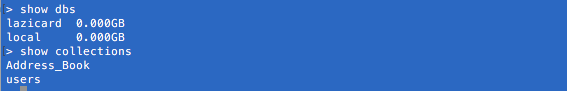 > show dbs
lazicard  0.000GB
local     0.000GB
> show collections
Address_Book
users